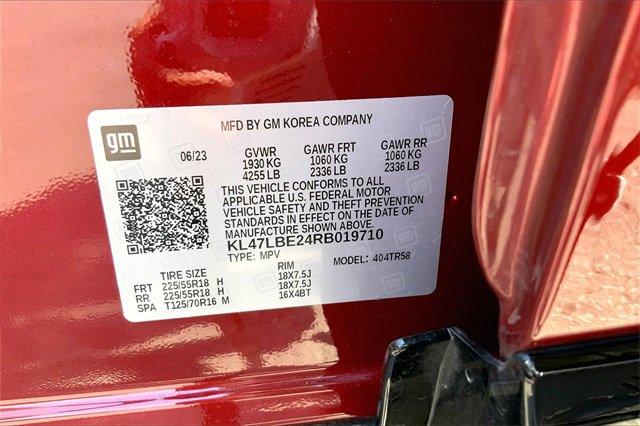 gm
MFD BY GM KOREA COMPANY
06/23 GVWR GAWR FRT GAWR RR
1930 KG 1060 KG 1060 KG
4255 LB 2336 LB 2336 LB
THIS VEHICLE CONFORMS TO ALL
APPLICABLE U.S. FEDERAL MOTOR
VEHICLE SAFETY AND THEFT PREVENTION
STANDARDS IN EFFECT ON THE DATE OF
MANUFACTURE SHOWN ABOVE.
KL47LBE24RB019710
TYPE: MPV MODEL: 404TR58
TIRE SIZE RIM
FRT 225/55R18 H 18X7.5J
RR 225/55R18 H 18X7.5J
SPA T125/70R16 M 16X4BT